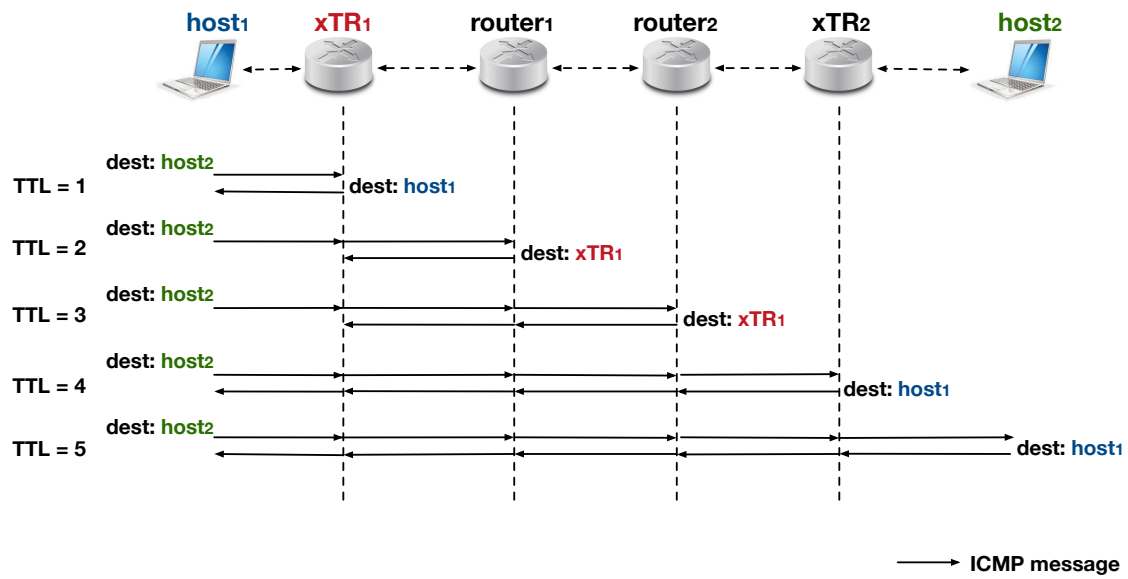 host1 xTR1 router1 router2 xTR2 host2
dest: host2
TTL = 1
dest: host1
dest: host2
TTL = 2
dest: xTR1
dest: host2
TTL = 3
dest: xTR1
dest: host2
TTL = 4
dest: host1
dest: host2
TTL = 5
dest: host1
ICMP message